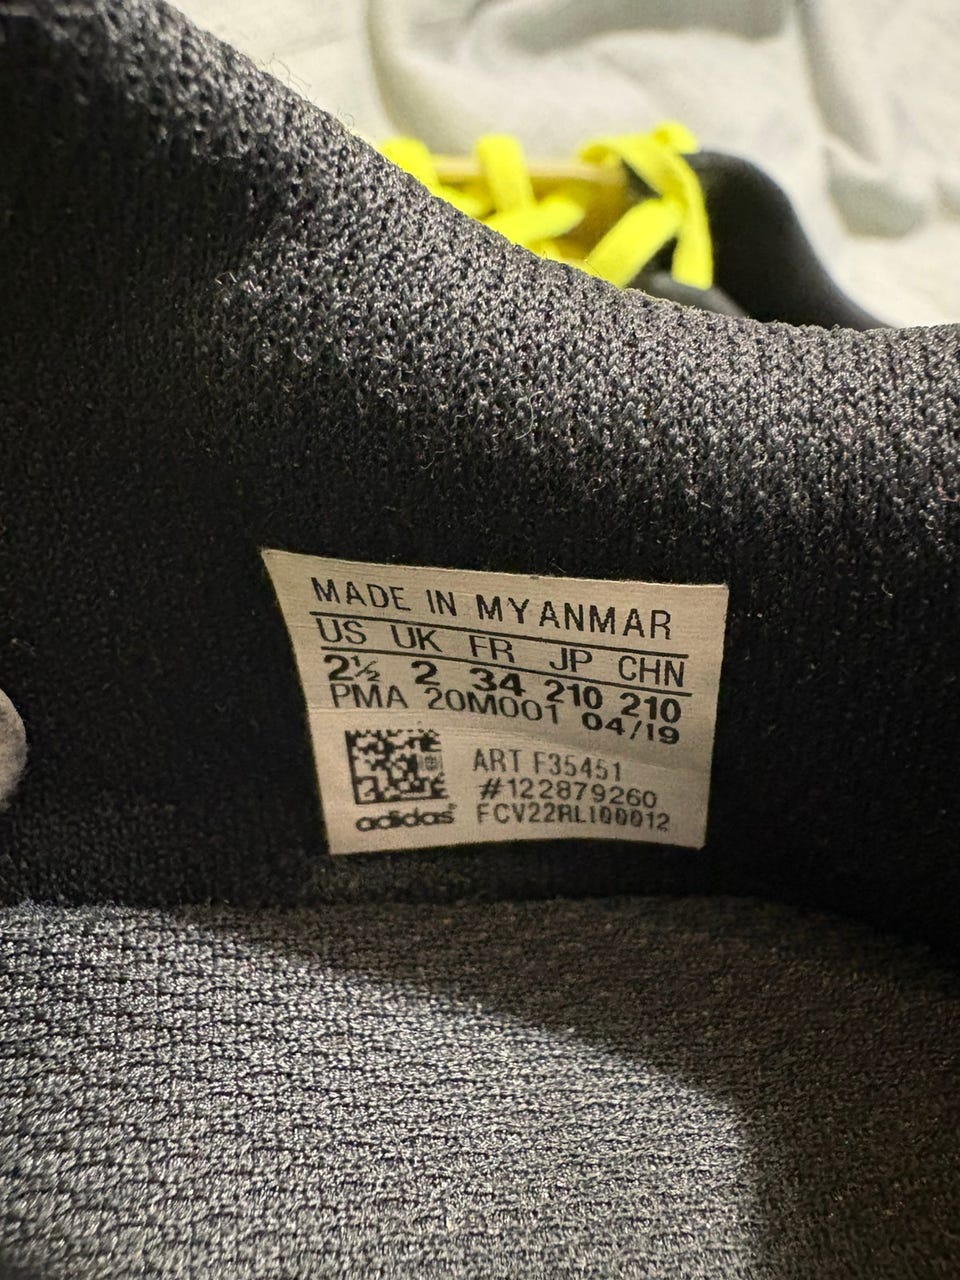 MADE IN MYANMAR
US UK FR JP CHN
2½ 2 34 210 210
PMA 20M001 04/19
ART F35451
#122879260
adidas FCV22RL100012